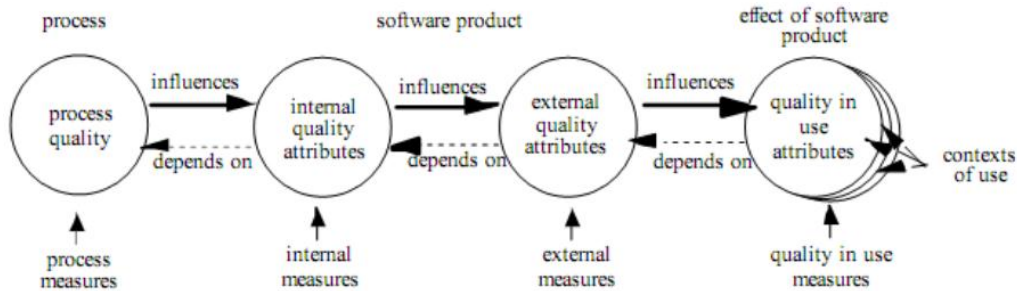 process
software product
effect of software
product
process
quality
influences
depends on
internal
quality
attributes
influences
depends on
external
quality
attributes
influences
depends on
quality in
use
attributes
contexts
of use
process
measures
internal
measures
external
measures
quality in use
measures